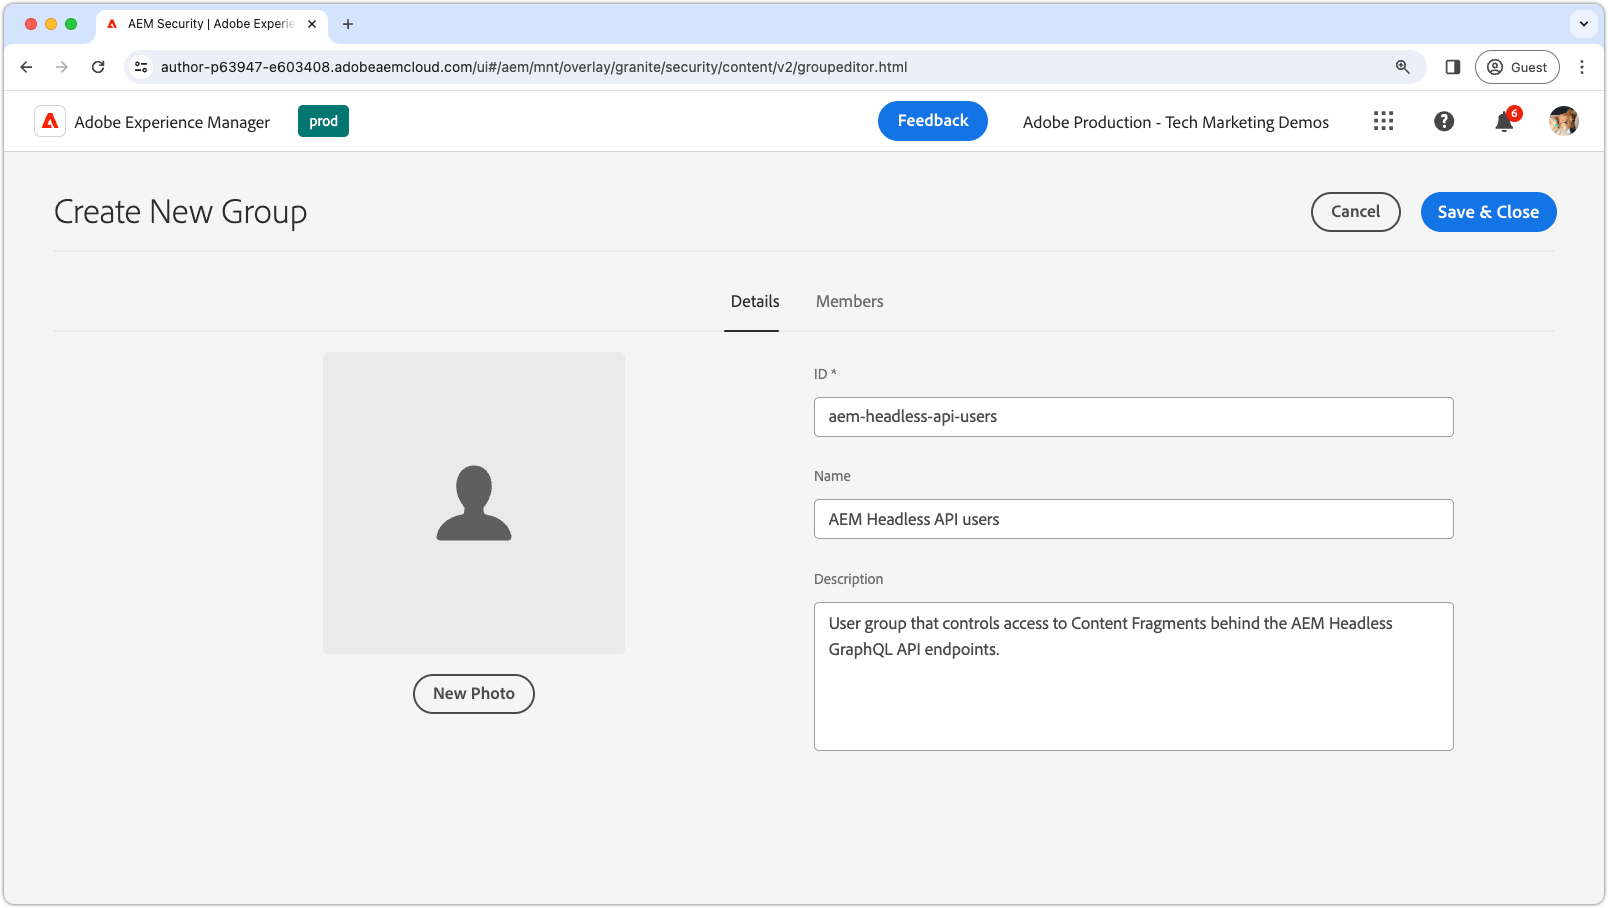 AEM Security | Adobe Experie
author-p63947-e603408.adobeaemcloud.com/ui#/aem/mnt/overlay/granite/security/content/v2/groupeditor.html
Guest
Adobe Experience Manager
prod
Feedback
Adobe Production - Tech Marketing Demos
6
Create New Group
Cancel
Save & Close
Details
Members
ID *
aem-headless-api-users
Name
AEM Headless API users
Description
User group that controls access to Content Fragments behind the AEM Headless
GraphQL API endpoints.
New Photo